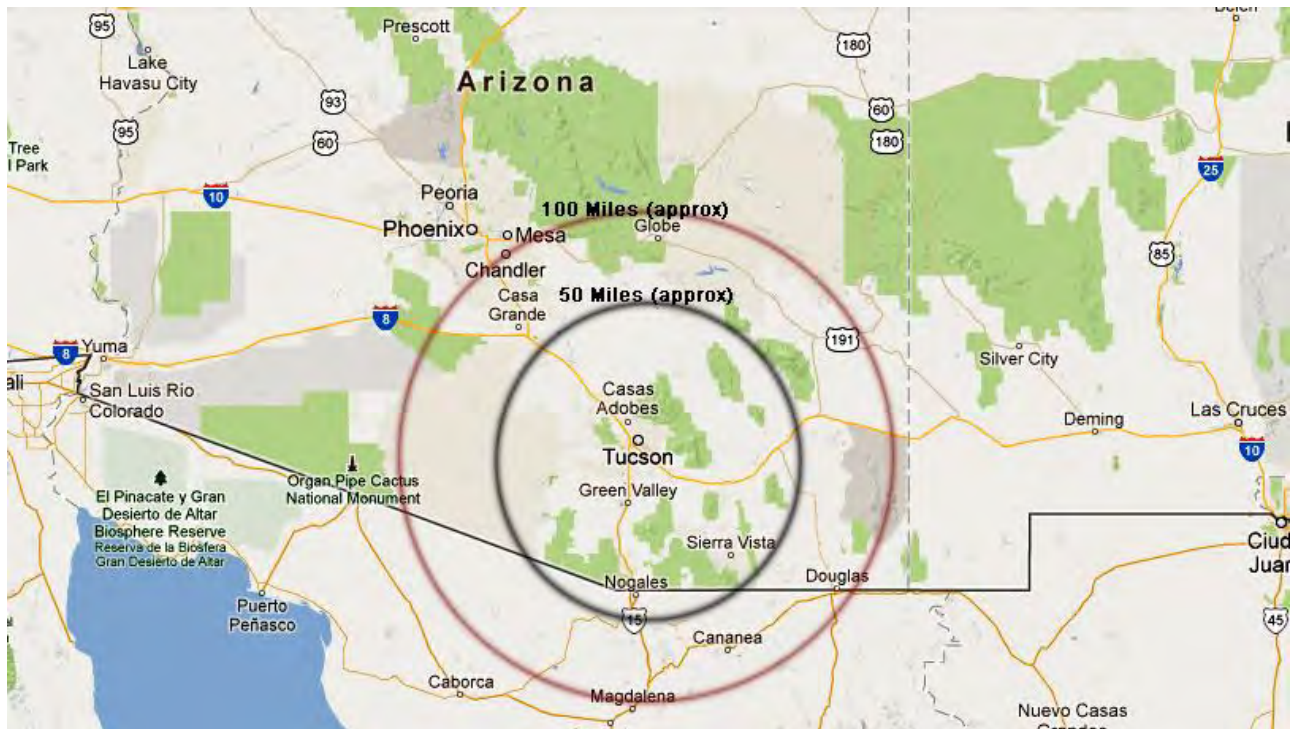 Prescott
Belen
95
180
Lake
Havasu City
Arizona
93
60
95
60
180
Tree
l Park
10
25
Peoria
100 Miles (approx)
Phoenix
Mesa
Globe
85
Chandler
50 Miles (approx)
Casa
Grande
8
191
8
Yuma
Silver City
ali
San Luis Rio
Colorado
Casas
Adobes
Deming
Las Cruces
Tucson
10
Organ Pipe Cactus
National Monument
Green Valley
El Pinacate y Gran
Desierto de Altar
Biosphere Reserve
Reserva de la Biosfera
Gran Desierto de Altar
Sierra Vista
Ciud
Juar
Nogales
Douglas
Puerto
Peñasco
15
45
Cananea
Caborca
Magdalena
Nuevo Casas
Grandes